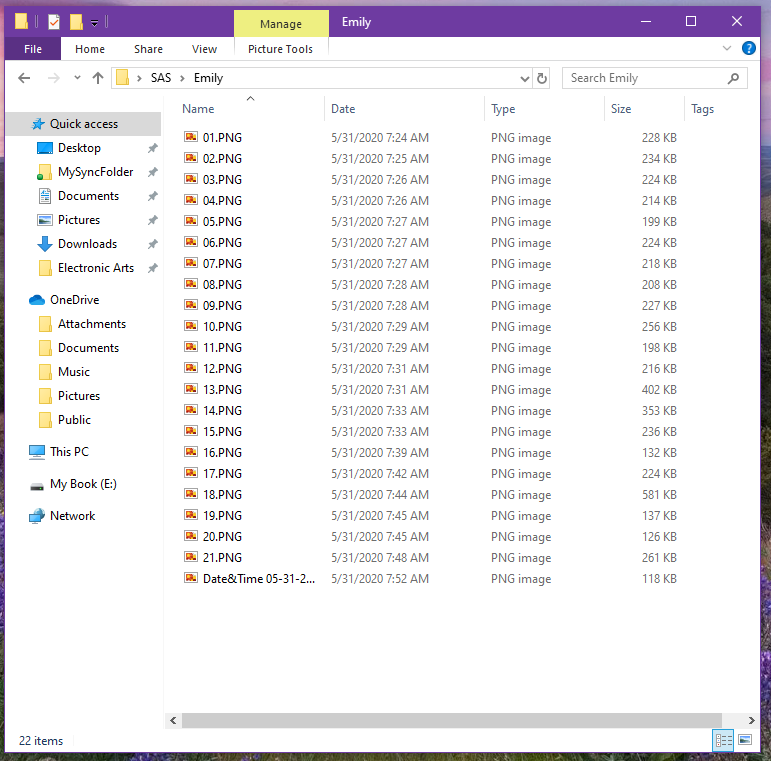 Manage
Emily
File
Home
Share
View
Picture Tools
SAS
Emily
Search Emily
Name
Date
Type
Size
Tags
Quick access
Desktop
MySyncFolder
Documents
Pictures
Downloads
Electronic Arts
OneDrive
Attachments
Documents
Music
Pictures
Public
This PC
My Book (E:)
Network
01.PNG 5/31/2020 7:24 AM PNG image 228 KB
02.PNG 5/31/2020 7:25 AM PNG image 234 KB
03.PNG 5/31/2020 7:26 AM PNG image 224 KB
04.PNG 5/31/2020 7:26 AM PNG image 214 KB
05.PNG 5/31/2020 7:27 AM PNG image 199 KB
06.PNG 5/31/2020 7:27 AM PNG image 224 KB
07.PNG 5/31/2020 7:27 AM PNG image 218 KB
08.PNG 5/31/2020 7:28 AM PNG image 208 KB
09.PNG 5/31/2020 7:28 AM PNG image 227 KB
10.PNG 5/31/2020 7:29 AM PNG image 256 KB
11.PNG 5/31/2020 7:29 AM PNG image 198 KB
12.PNG 5/31/2020 7:31 AM PNG image 216 KB
13.PNG 5/31/2020 7:31 AM PNG image 402 KB
14.PNG 5/31/2020 7:33 AM PNG image 353 KB
15.PNG 5/31/2020 7:33 AM PNG image 236 KB
16.PNG 5/31/2020 7:39 AM PNG image 132 KB
17.PNG 5/31/2020 7:42 AM PNG image 224 KB
18.PNG 5/31/2020 7:44 AM PNG image 581 KB
19.PNG 5/31/2020 7:45 AM PNG image 137 KB
20.PNG 5/31/2020 7:45 AM PNG image 126 KB
21.PNG 5/31/2020 7:48 AM PNG image 261 KB
Date&Time 05-31-2... 5/31/2020 7:52 AM PNG image 118 KB
22 items